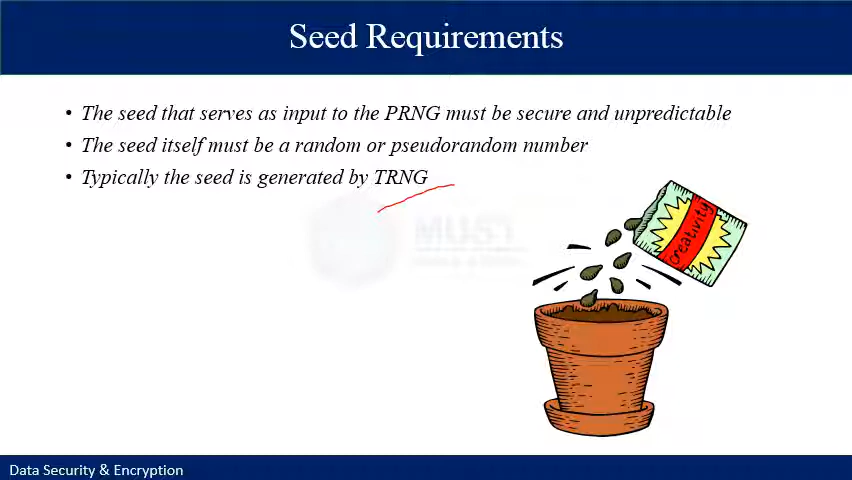 Seed Requirements
• The seed that serves as input to the PRNG must be secure and unpredictable
• The seed itself must be a random or pseudorandom number
• Typically the seed is generated by TRNG
creativity
MUST
Data Security & Encryption